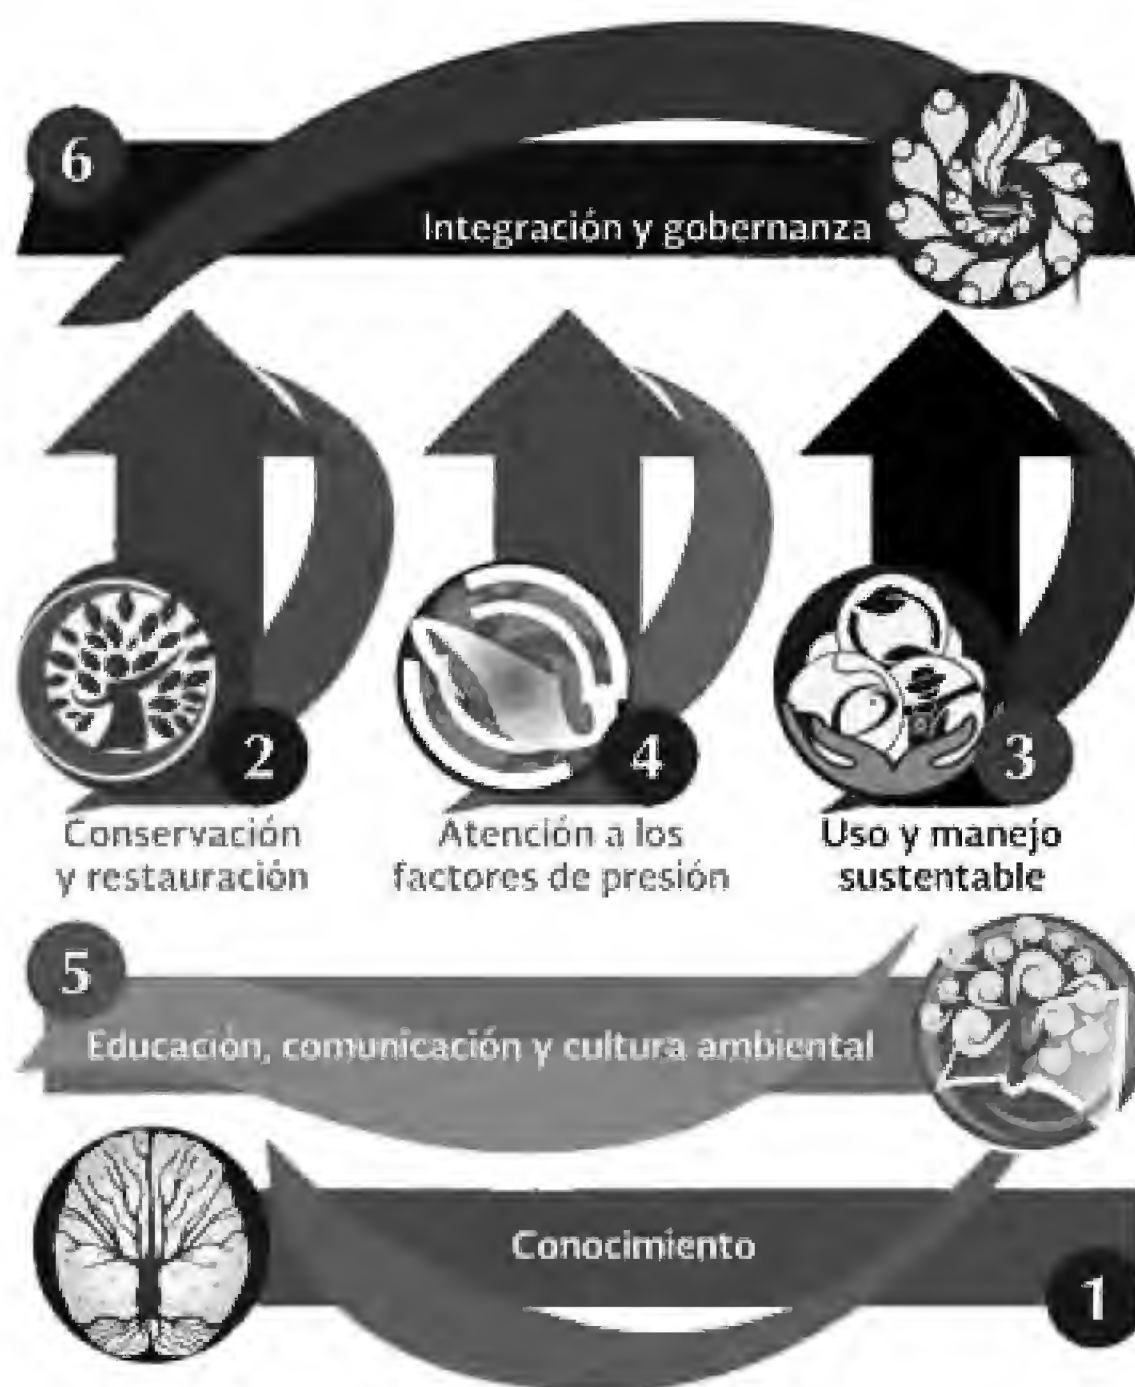 6
Integración y gobernanza
2
4
3
Conservación
y restauración
Atención a los
factores de presión
Uso y manejo
sustentable
5
Educación, comunicación y cultura ambiental
Conocimiento
1